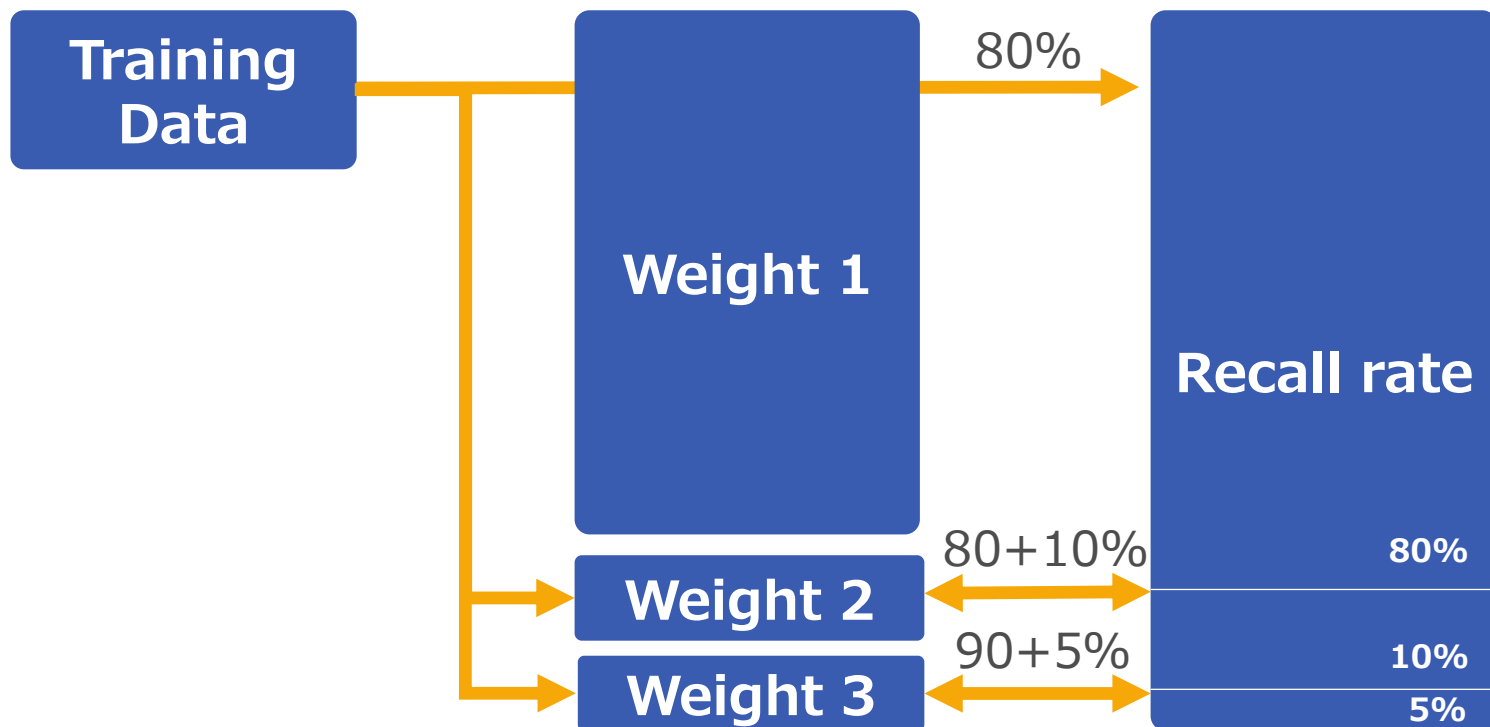 Training
Data
Weight 1
80%
Recall rate
80+10%
80%
Weight 2
90+5%
10%
Weight 3
5%